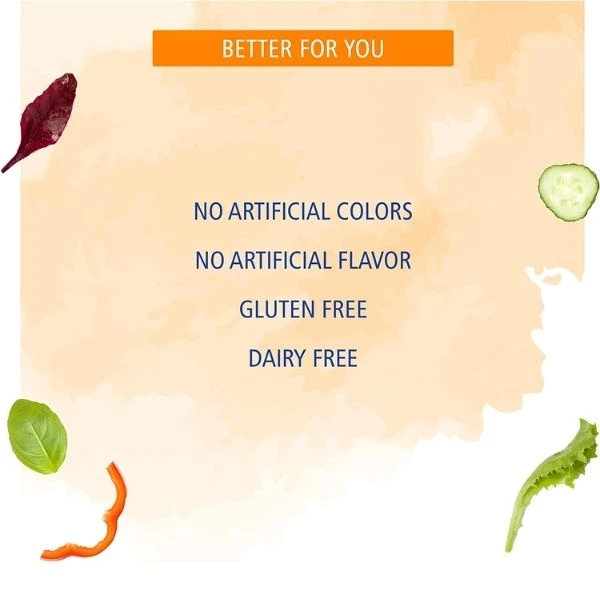 BETTER FOR YOU
NO ARTIFICIAL COLORS
NO ARTIFICIAL FLAVOR
GLUTEN FREE
DAIRY FREE